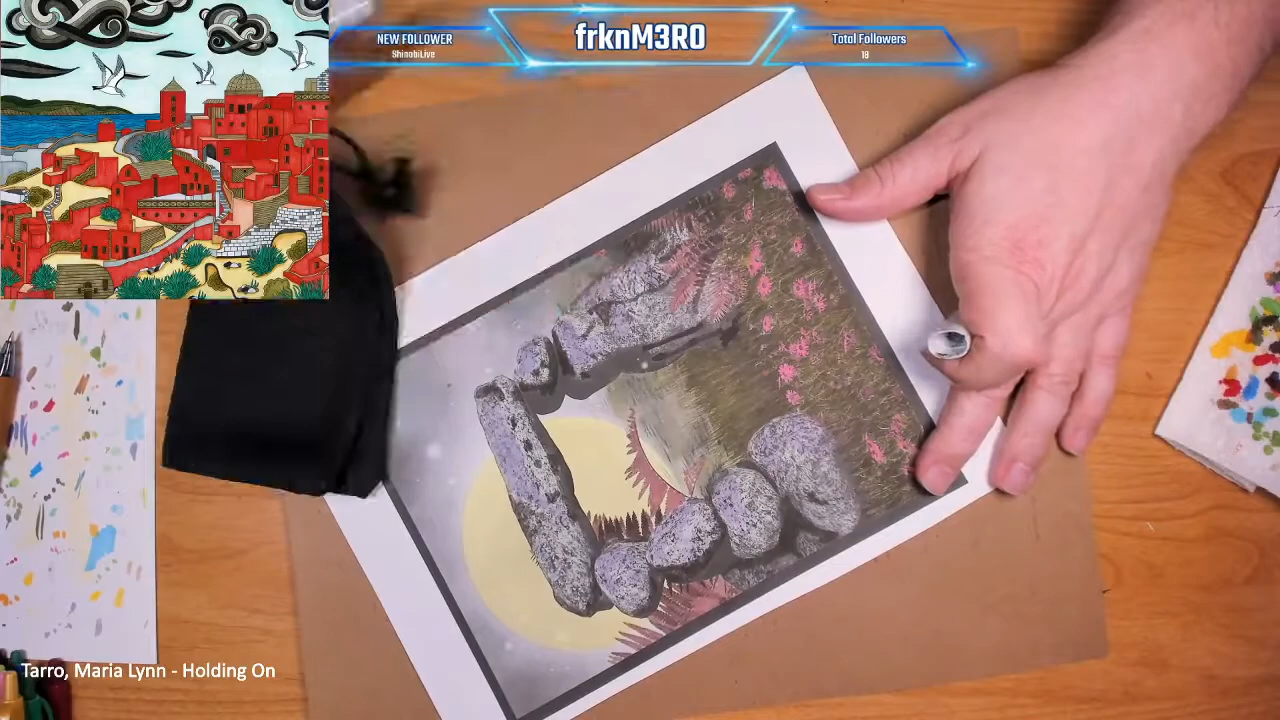 NEW FOLLOWER
ShinobiLive
frknM3R0
Total Followers
18
Tarro, Maria Lynn - Holding On